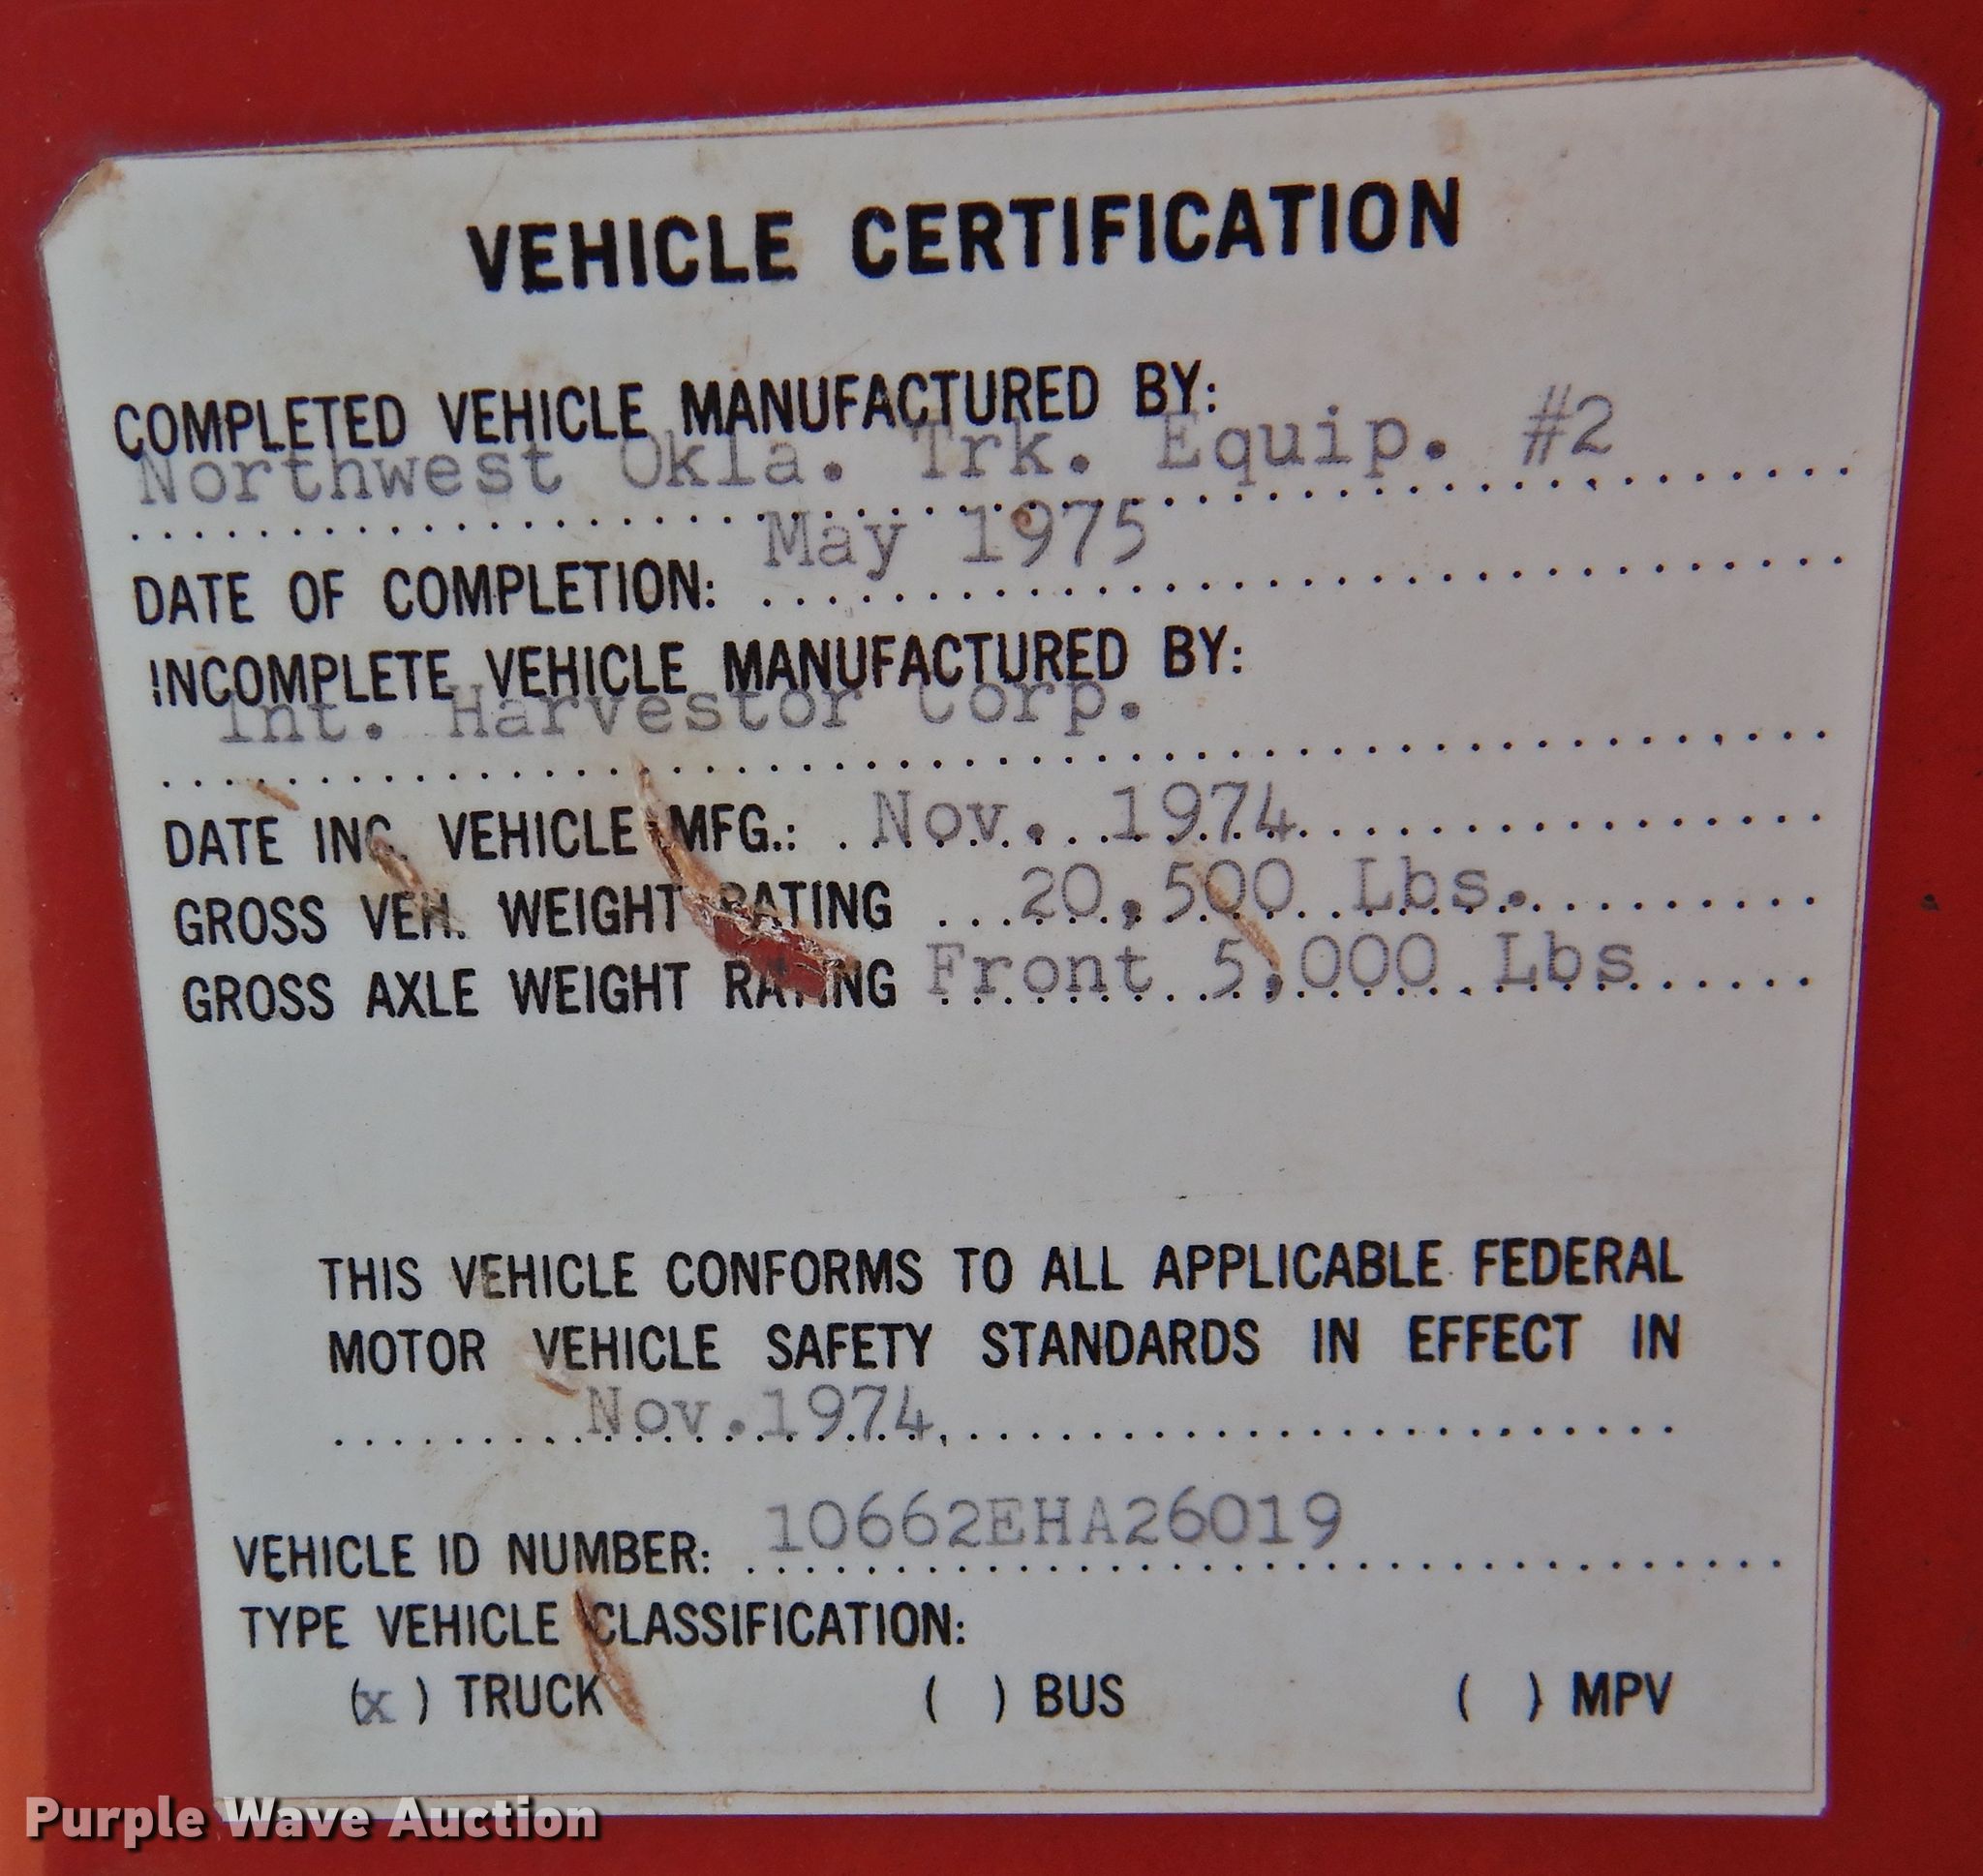 VEHICLE CERTIFICATION
COMPLETED VEHICLE MANUFACTURED BY:
Northwest Okla. Trk. Equip. #2
DATE OF COMPLETION: May 1975
INCOMPLETE VEHICLE MANUFACTURED BY:
Int. Harvestor Corp.
DATE INC. VEHICLE MFG.: Nov. 1974
GROSS VEH. WEIGHT RATING 20,500 Lbs.
GROSS AXLE WEIGHT RATING Front 5,000 Lbs
THIS VEHICLE CONFORMS TO ALL APPLICABLE FEDERAL
MOTOR VEHICLE SAFETY STANDARDS IN EFFECT IN
Nov.1974
VEHICLE ID NUMBER: 10662EHA26019
TYPE VEHICLE CLASSIFICATION:
(x) TRUCK ( ) BUS ( ) MPV
Purple Wave Auction